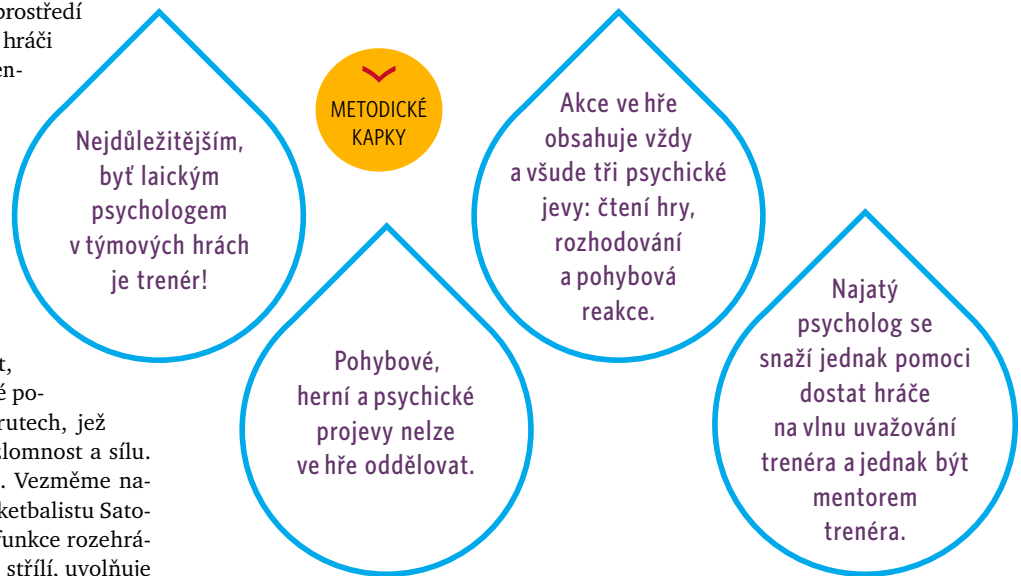 prostředí
hráči
en-
METODICKÉ
KAPKY
Nejdůležitějším,
byť laickým
psychologem
v týmových hrách
je trenér!
Akce ve hře
obsahuje vždy
a všude tři psychické
jevy: čtení hry,
rozhodování
a pohybová
reakce.
Pohybové,
herní a psychické
projevy nelze
ve hře oddělovat.
Najatý
psycholog se
snaží jednak pomoci
dostat hráče
na vlnu uvažování
trenéra a jednak být
mentorem
trenéra.
t,
é po-
rutech, jež
zlomnost a sílu.
. Vezměme na-
ketbalistu Sato-
funkce rozehrá-
střílí, uvolňuje